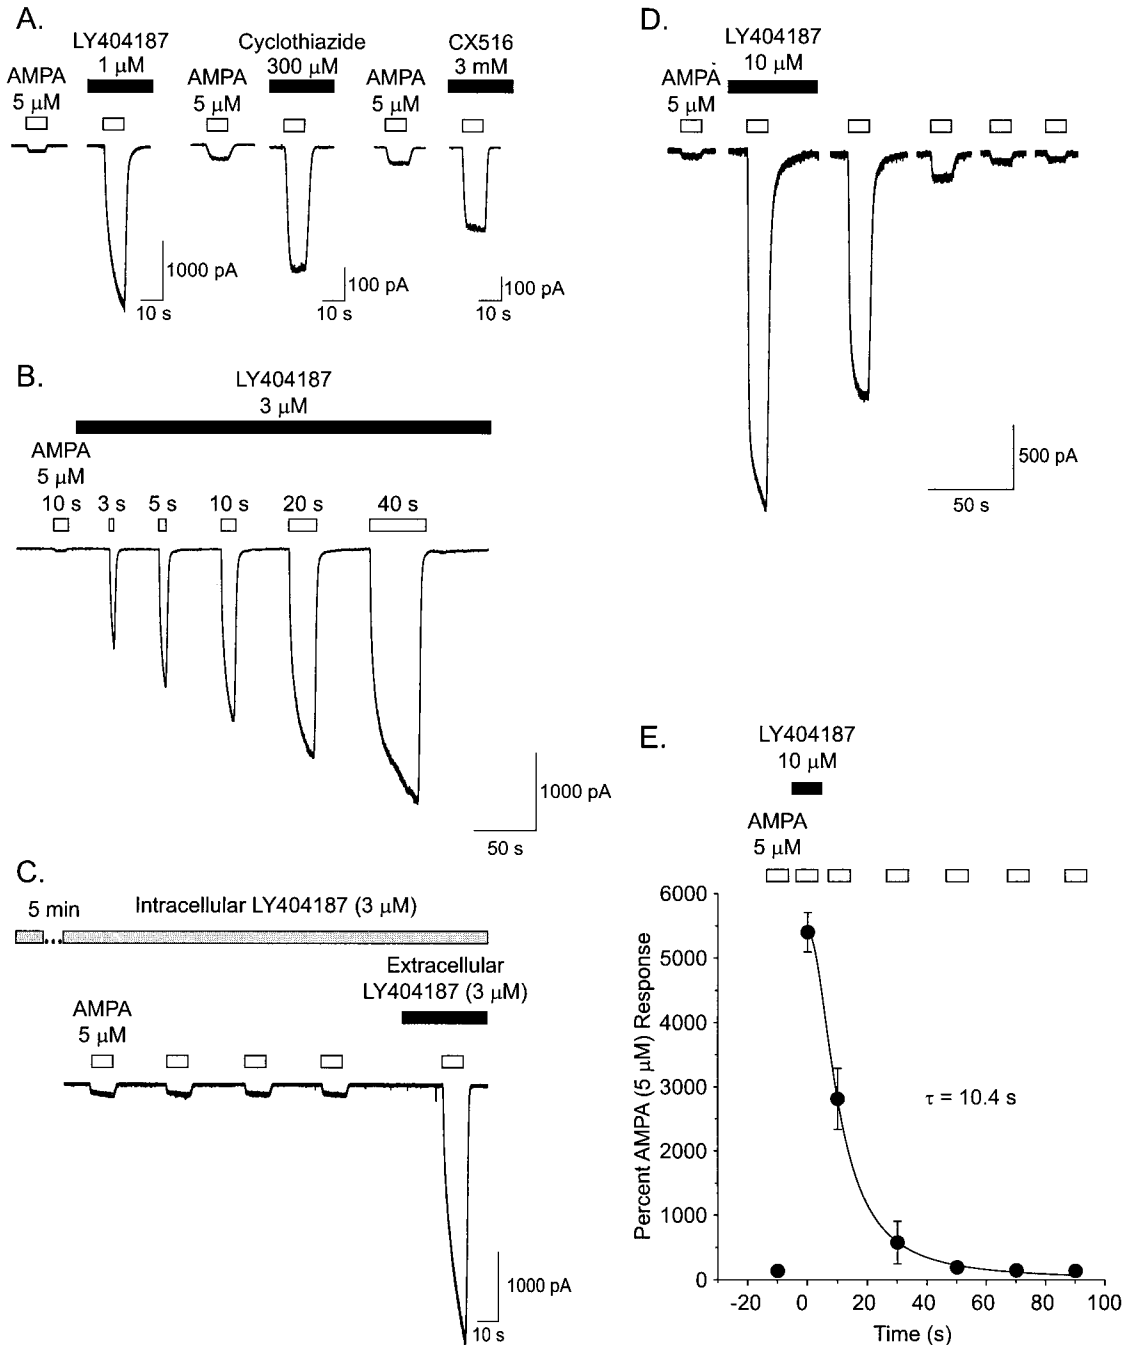 A.
LY404187
1 μM
AMPA
5 μM
Cyclothiazide
300 μM
AMPA
5 μM
CX516
3 mM
AMPA
5 μM
1000 pA
10 s
100 pA
10 s
100 pA
10 s
B.
LY404187
3 μM
AMPA
5 μM
10 s 3 s 5 s 10 s 20 s 40 s
1000 pA
50 s
C.
5 min
Intracellular LY404187 (3 μM)
Extracellular
LY404187 (3 μM)
AMPA
5 μM
1000 pA
10 s
D.
LY404187
10 μM
AMPA
5 μM
500 pA
50 s
E.
LY404187
10 μM
AMPA
5 μM
Percent AMPA (5 μM) Response
6000
5000
4000
3000
2000
1000
0
τ = 10.4 s
-20 0 20 40 60 80 100
Time (s)